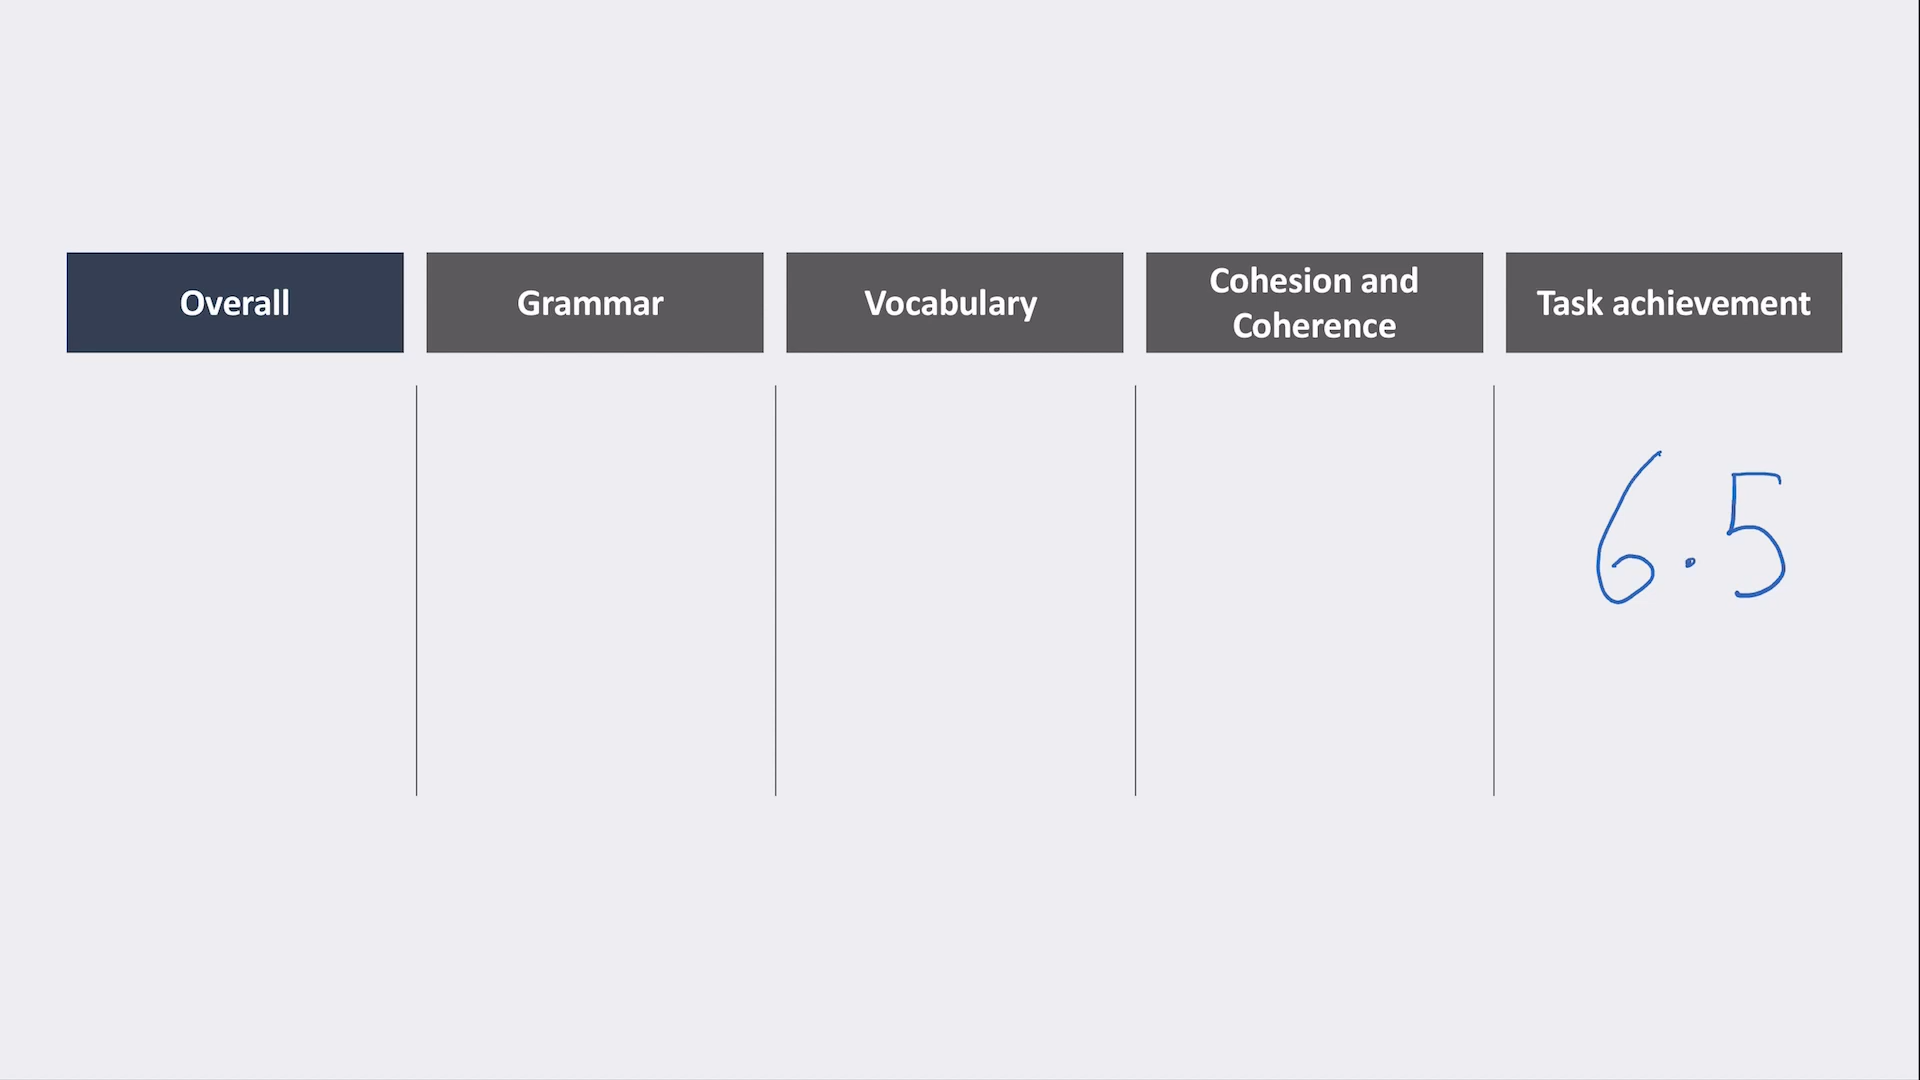 Overall
Grammar
Vocabulary
Cohesion and
Coherence
Task achievement
6.5